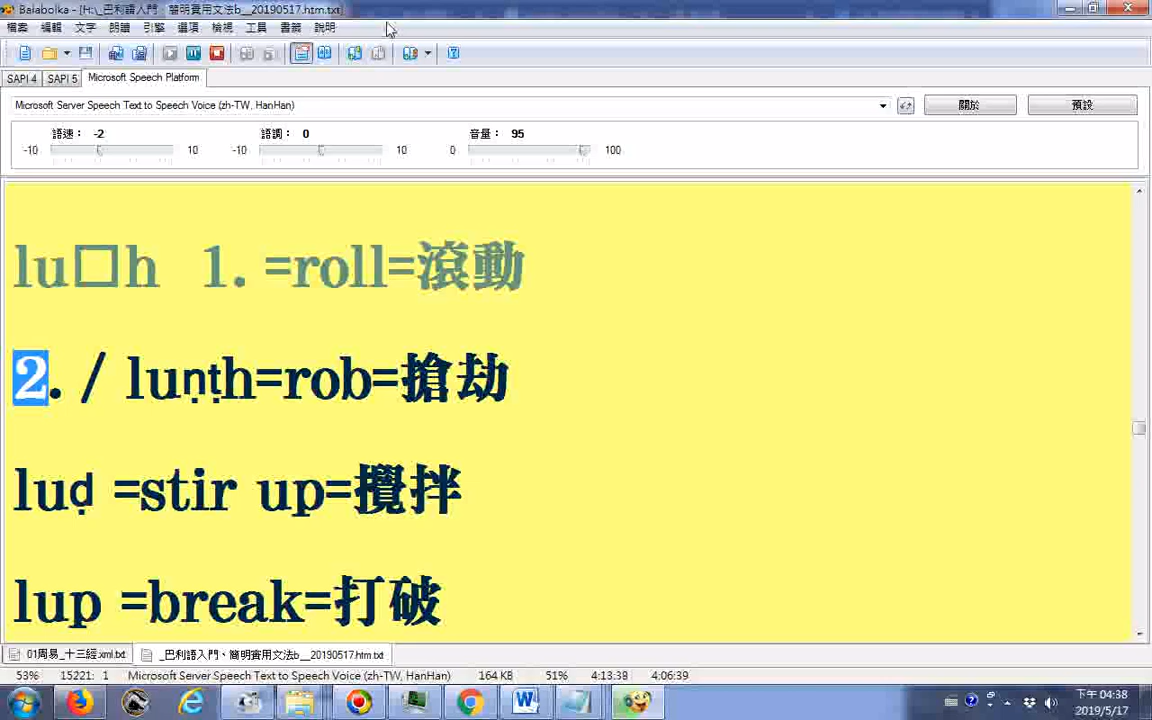 Balabolka - [H:\_巴利語入門、簡明實用文法b__20190517.htm.txt]
檔案 編輯 文字 朗讀 引擎 選項 檢視 工具 書籤 說明
SAPI 4 SAPI 5 Microsoft Speech Platform
Microsoft Server Speech Text to Speech Voice (zh-TW, HanHan) 關於 預設
語速： -2 語調： 0 音量： 95
-10 10 -10 10 0 100
lu□h 1. =roll=滾動
2. / luṇṭh=rob=搶劫
luḍ =stir up=攪拌
lup =break=打破
01周易_十三經.xml.txt _巴利語入門、簡明實用文法b__20190517.htm.txt
53% 15221: 1 Microsoft Server Speech Text to Speech Voice (zh-TW, HanHan) 164 KB 51% 4:13:38 4:06:39
下午 04:38
2019/5/17